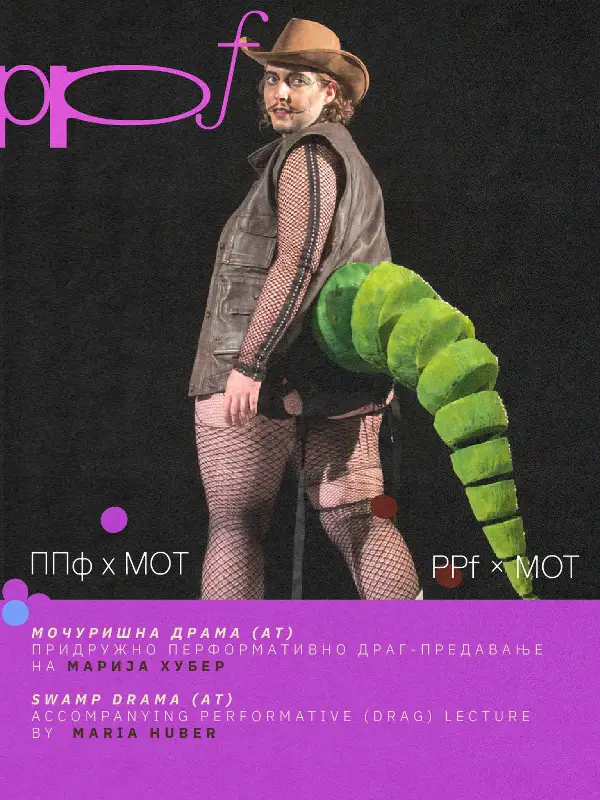 ppf
ППф x МОТ
PPf × MOT
МОЧУРИШНА ДРАМА (АТ)
ПРИДРУЖНО ПЕРФОРМАТИВНО ДРАГ-ПРЕДАВАЊЕ
НА МАРИЈА ХУБЕР
SWAMP DRAMA (AT)
ACCOMPANYING PERFORMATIVE (DRAG) LECTURE
BY MARIA HUBER